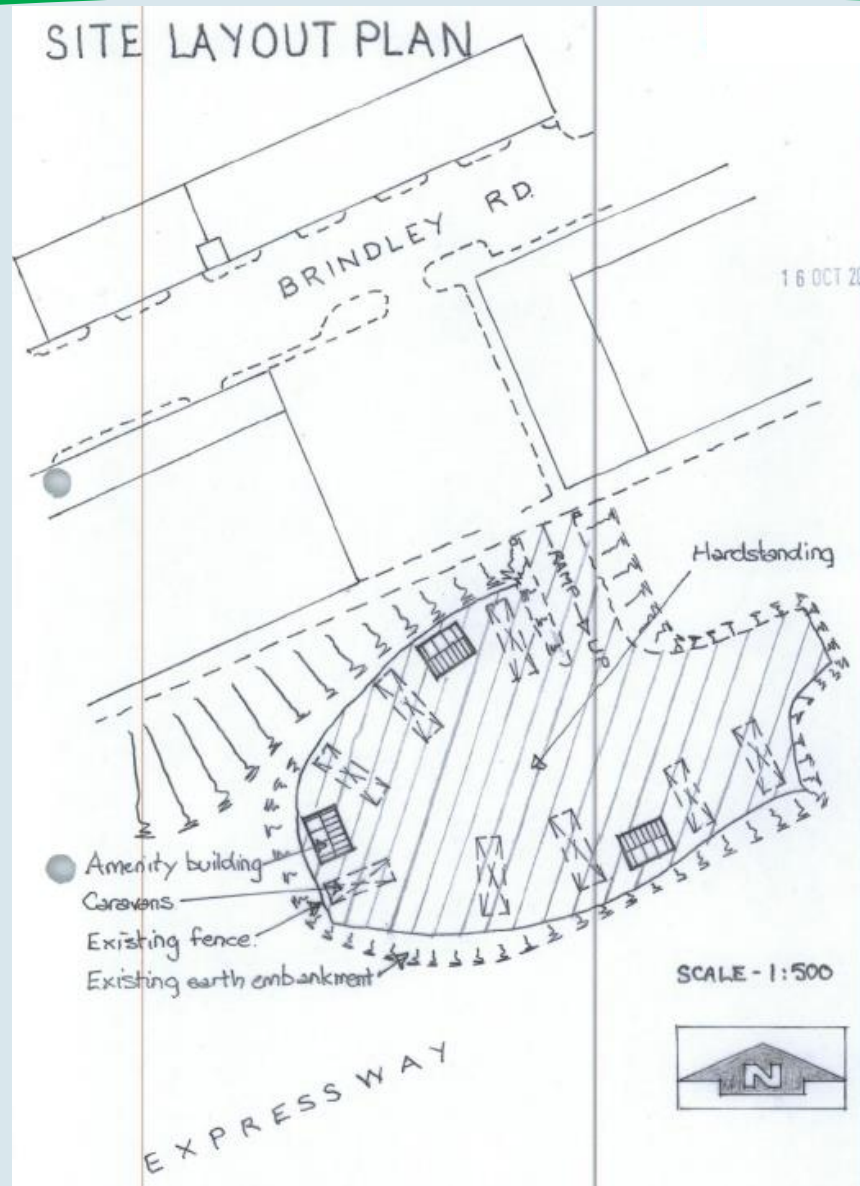 SITE LAYOUT PLAN
BRINDLEY RD.
16 OCT 20
Hardstanding
RAMP UP
Amenity building
Caravans
Existing fence.
Existing earth embankment
SCALE - 1:500
N
EXPRESSWAY